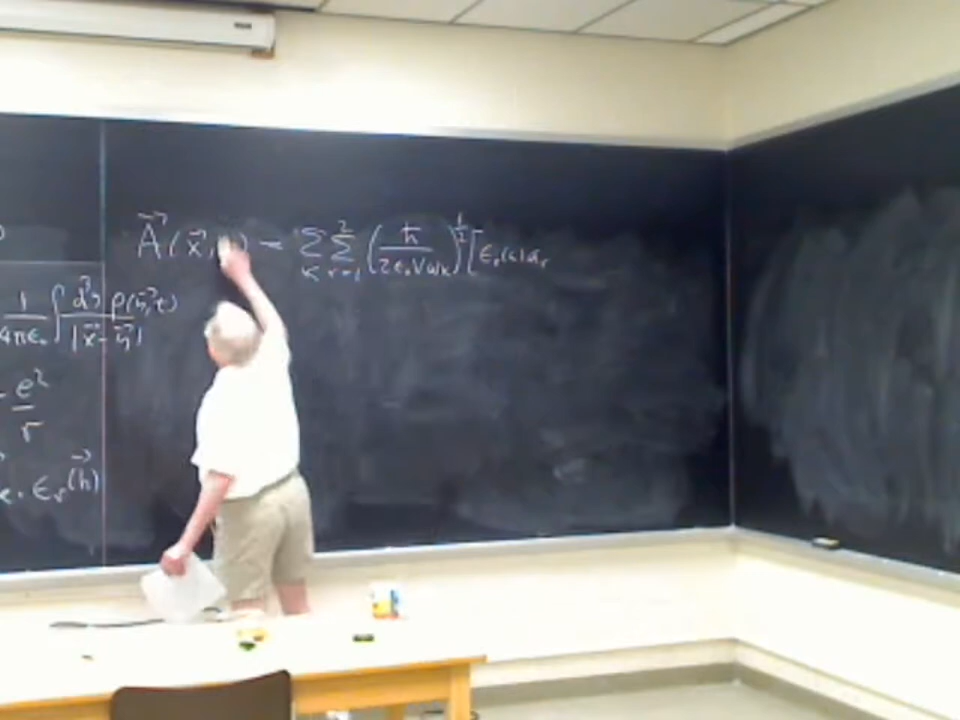 A⃗(x⃗, ) = Σ_k Σ_{r=1}^{2} (ħ / 2ε₀Vω_k)^{1/2} [ε_r(k)a_r
1 / 4πε₀ ∫ d³y ρ(y⃗, t) / |x⃗ - y⃗|
e² / r
· ε_r(k⃗)